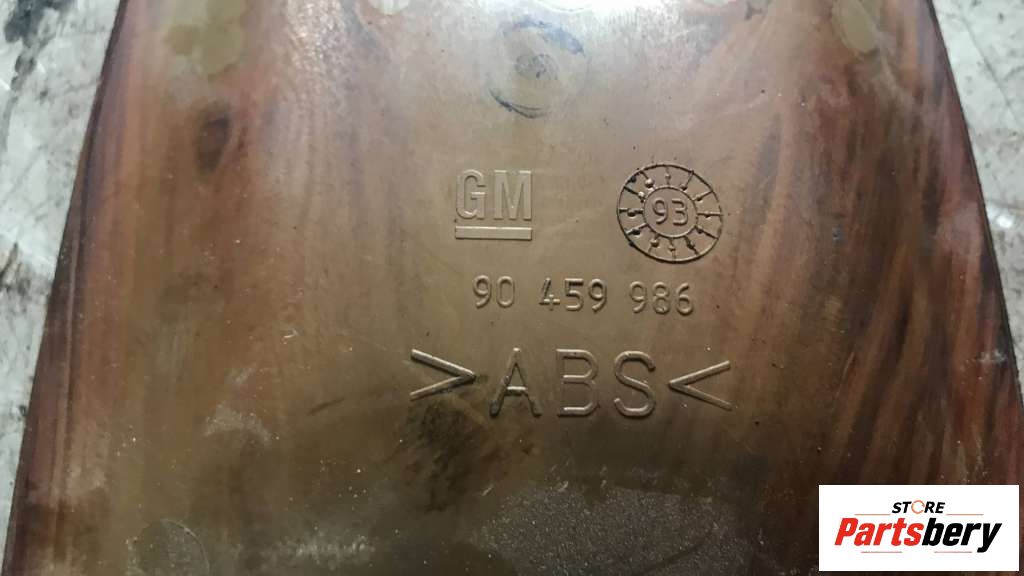 GM
93
90 459 986
>ABS<
STORE
Partsbery